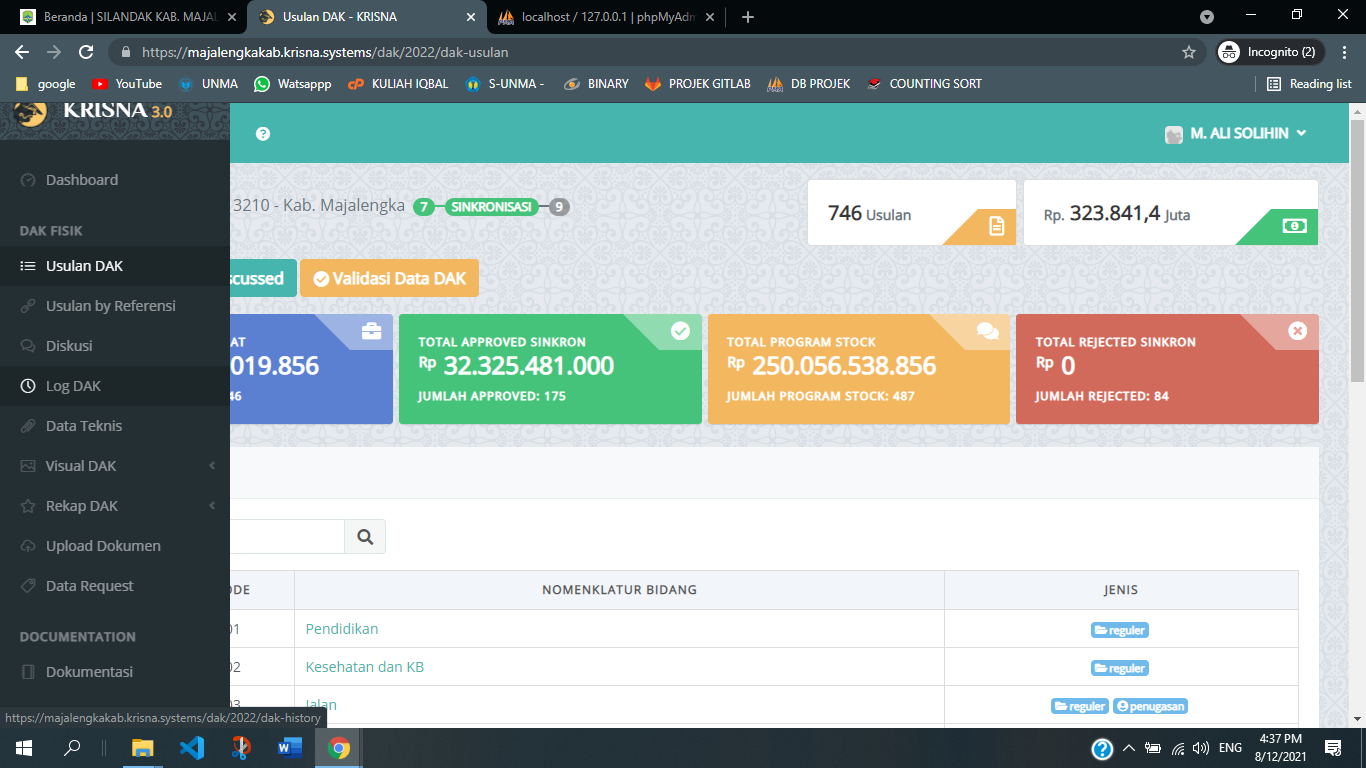 Beranda | SILANDAK KAB. MAJAL
Usulan DAK - KRISNA
localhost / 127.0.0.1 | phpMyAdm
https://majalengkakab.krisna.systems/dak/2022/dak-usulan
Incognito (2)
google
YouTube
UNMA
Watsappp
KULIAH IQBAL
S-UNMA -
BINARY
PROJEK GITLAB
DB PROJEK
COUNTING SORT
Reading list
KRISNA 3.0
M. ALI SOLIHIN
Dashboard
DAK FISIK
Usulan DAK
Usulan by Referensi
Diskusi
Log DAK
Data Teknis
Visual DAK
Rekap DAK
Upload Dokumen
Data Request
DOCUMENTATION
Dokumentasi
3210 - Kab. Majalengka 7 SINKRONISASI 9
746 Usulan
Rp. 323.841,4 Juta
scussed
Validasi Data DAK
AT
019.856
46
TOTAL APPROVED SINKRON
Rp 32.325.481.000
JUMLAH APPROVED: 175
TOTAL PROGRAM STOCK
Rp 250.056.538.856
JUMLAH PROGRAM STOCK: 487
TOTAL REJECTED SINKRON
Rp 0
JUMLAH REJECTED: 84
ODE NOMENKLATUR BIDANG JENIS
01 Pendidikan reguler
02 Kesehatan dan KB reguler
03 Jalan reguler penugasan
https://majalengkakab.krisna.systems/dak/2022/dak-history
ENG
4:37 PM
8/12/2021